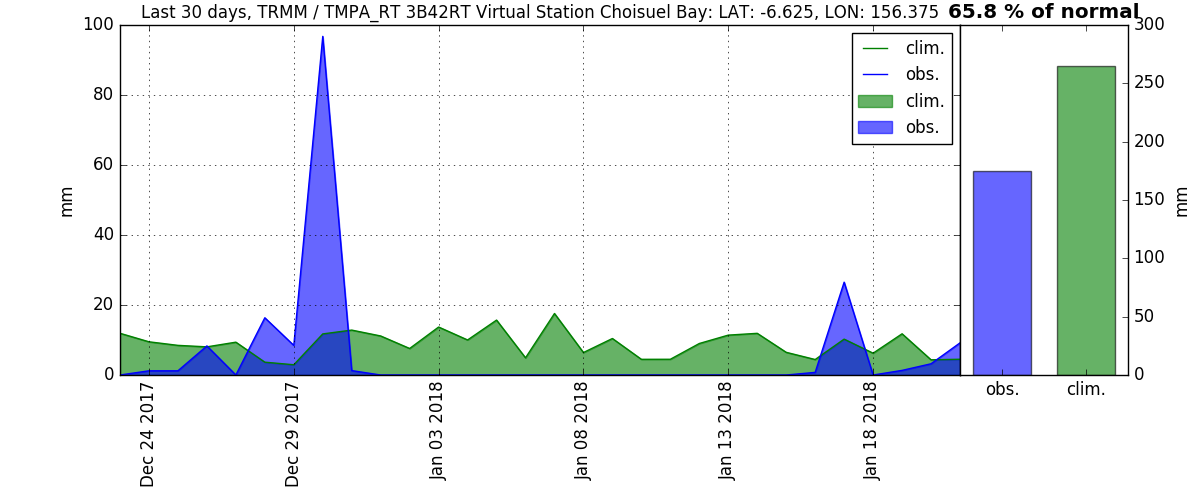 Last 30 days, TRMM / TMPA_RT 3B42RT Virtual Station Choisuel Bay: LAT: -6.625, LON: 156.375
65.8 % of normal
100
80
60
40
20
0
mm
clim.
obs.
clim.
obs.
Dec 24 2017
Dec 29 2017
Jan 03 2018
Jan 08 2018
Jan 13 2018
Jan 18 2018
300
250
200
150
100
50
0
mm
obs.
clim.